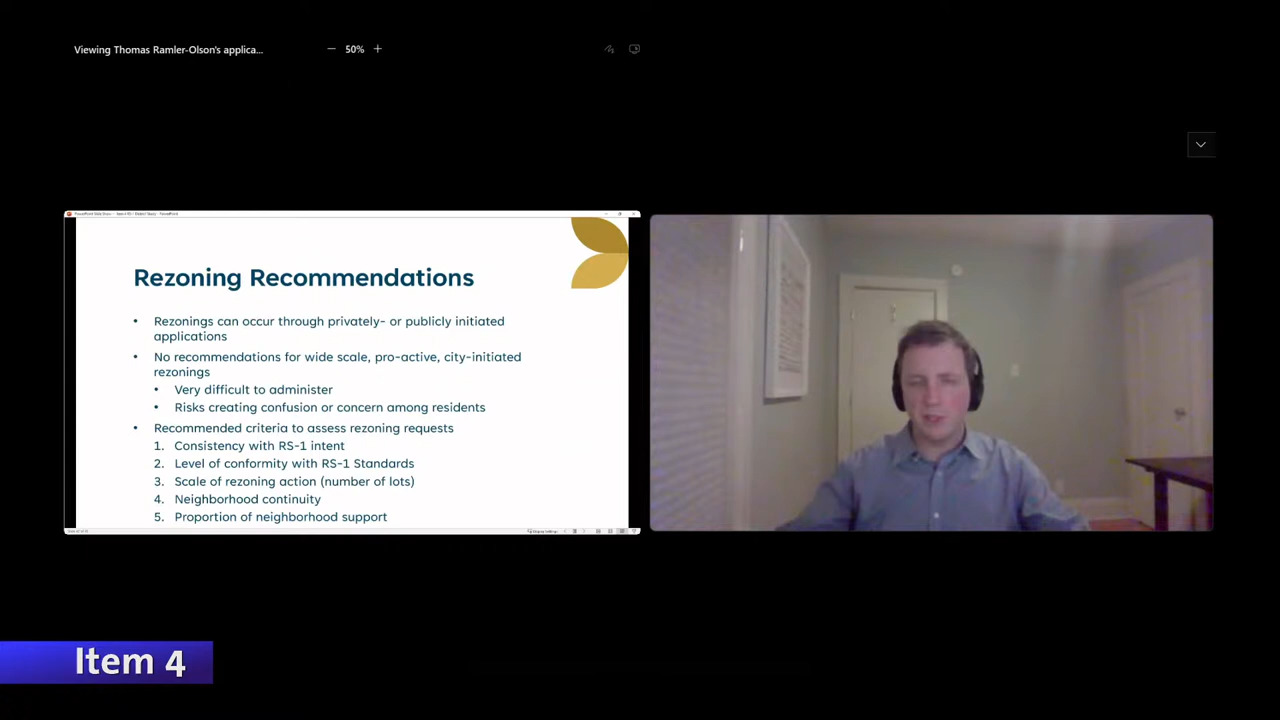 Viewing Thomas Ramler-Olson's applica...
50%
Rezoning Recommendations
• Rezonings can occur through privately- or publicly initiated
applications
• No recommendations for wide scale, pro-active, city-initiated
rezonings
• Very difficult to administer
• Risks creating confusion or concern among residents
• Recommended criteria to assess rezoning requests
1. Consistency with RS-1 intent
2. Level of conformity with RS-1 Standards
3. Scale of rezoning action (number of lots)
4. Neighborhood continuity
5. Proportion of neighborhood support
Item 4